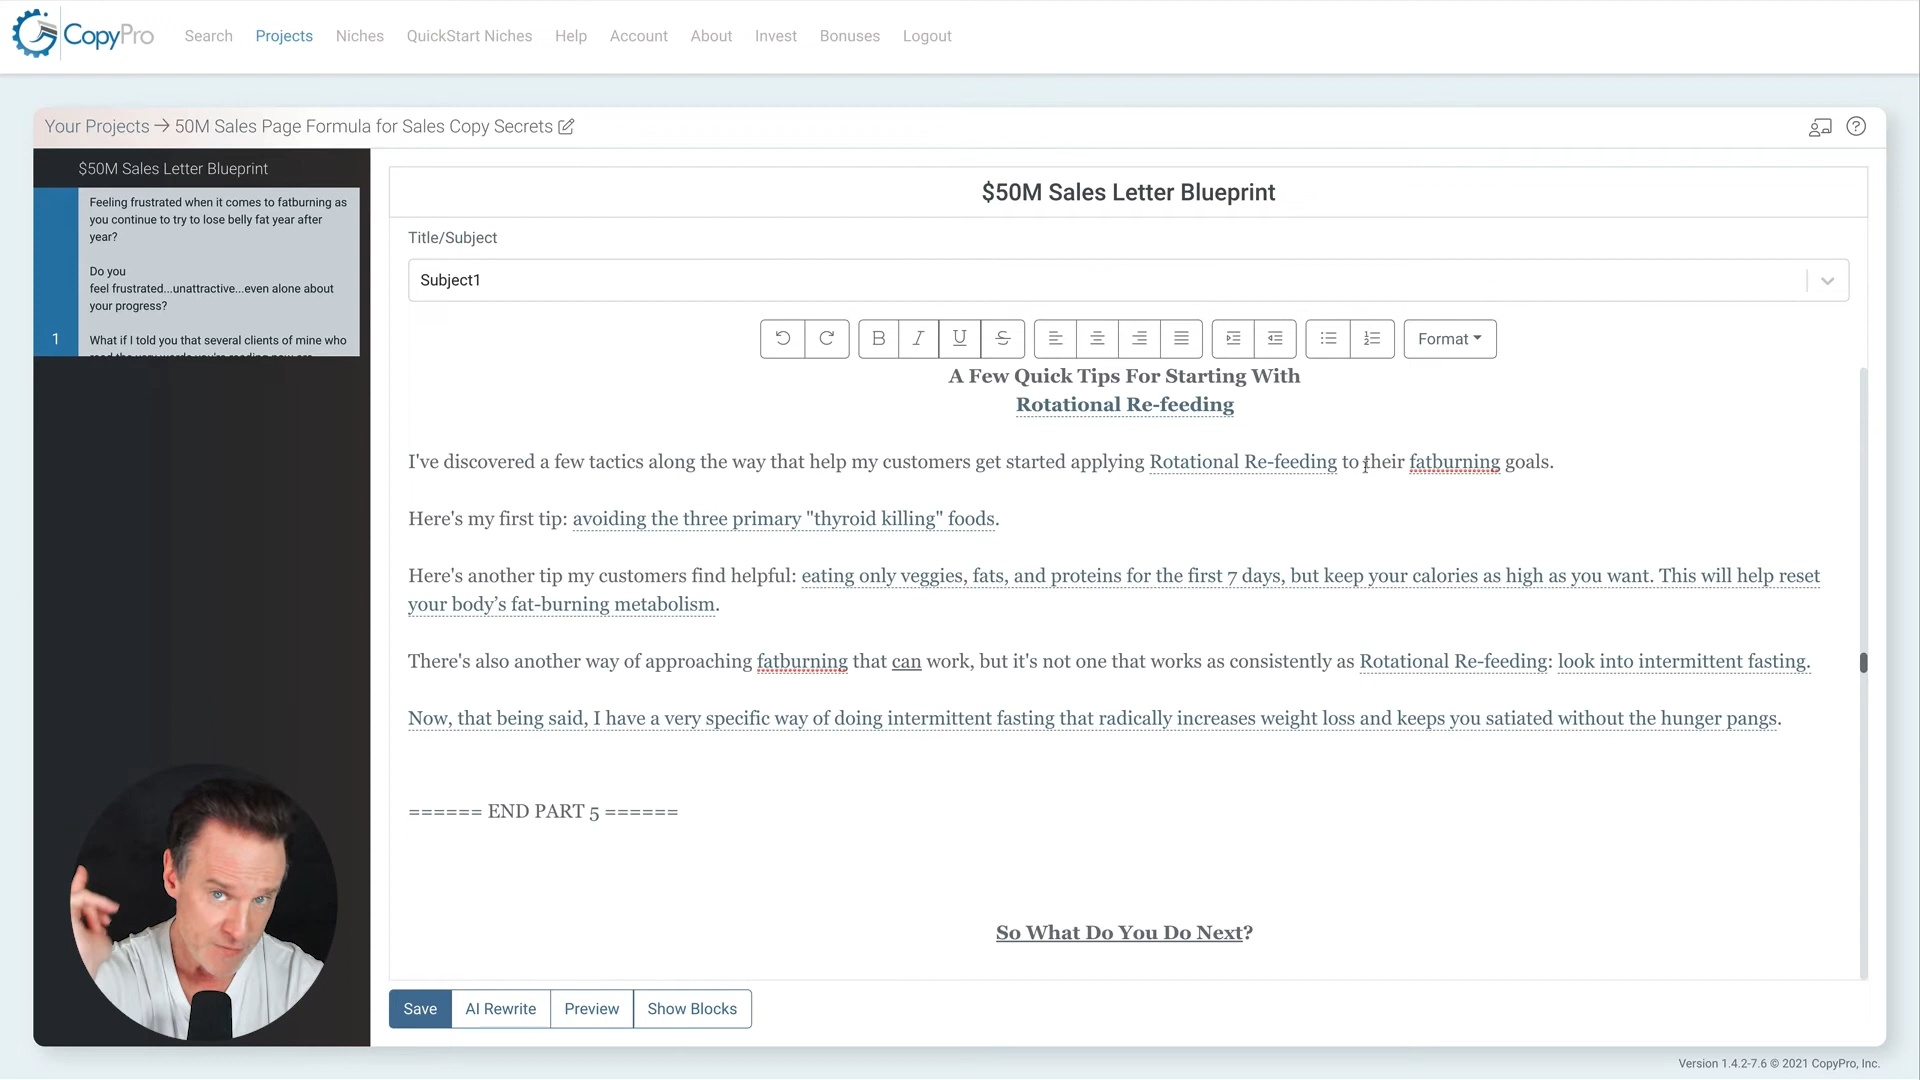 CopyPro
Search Projects Niches QuickStart Niches Help Account About Invest Bonuses Logout
Your Projects → 50M Sales Page Formula for Sales Copy Secrets
$50M Sales Letter Blueprint
Feeling frustrated when it comes to fatburning as
you continue to try to lose belly fat year after
year?
Do you
feel frustrated...unattractive...even alone about
your progress?
1
What if I told you that several clients of mine who
$50M Sales Letter Blueprint
Title/Subject
Subject1
B I U S Format
A Few Quick Tips For Starting With
Rotational Re-feeding
I've discovered a few tactics along the way that help my customers get started applying Rotational Re-feeding to their fatburning goals.
Here's my first tip: avoiding the three primary "thyroid killing" foods.
Here's another tip my customers find helpful: eating only veggies, fats, and proteins for the first 7 days, but keep your calories as high as you want. This will help reset
your body’s fat-burning metabolism.
There's also another way of approaching fatburning that can work, but it's not one that works as consistently as Rotational Re-feeding: look into intermittent fasting.
Now, that being said, I have a very specific way of doing intermittent fasting that radically increases weight loss and keeps you satiated without the hunger pangs.
====== END PART 5 ======
So What Do You Do Next?
Save AI Rewrite Preview Show Blocks
Version 1.4.2-7.6 © 2021 CopyPro, Inc.